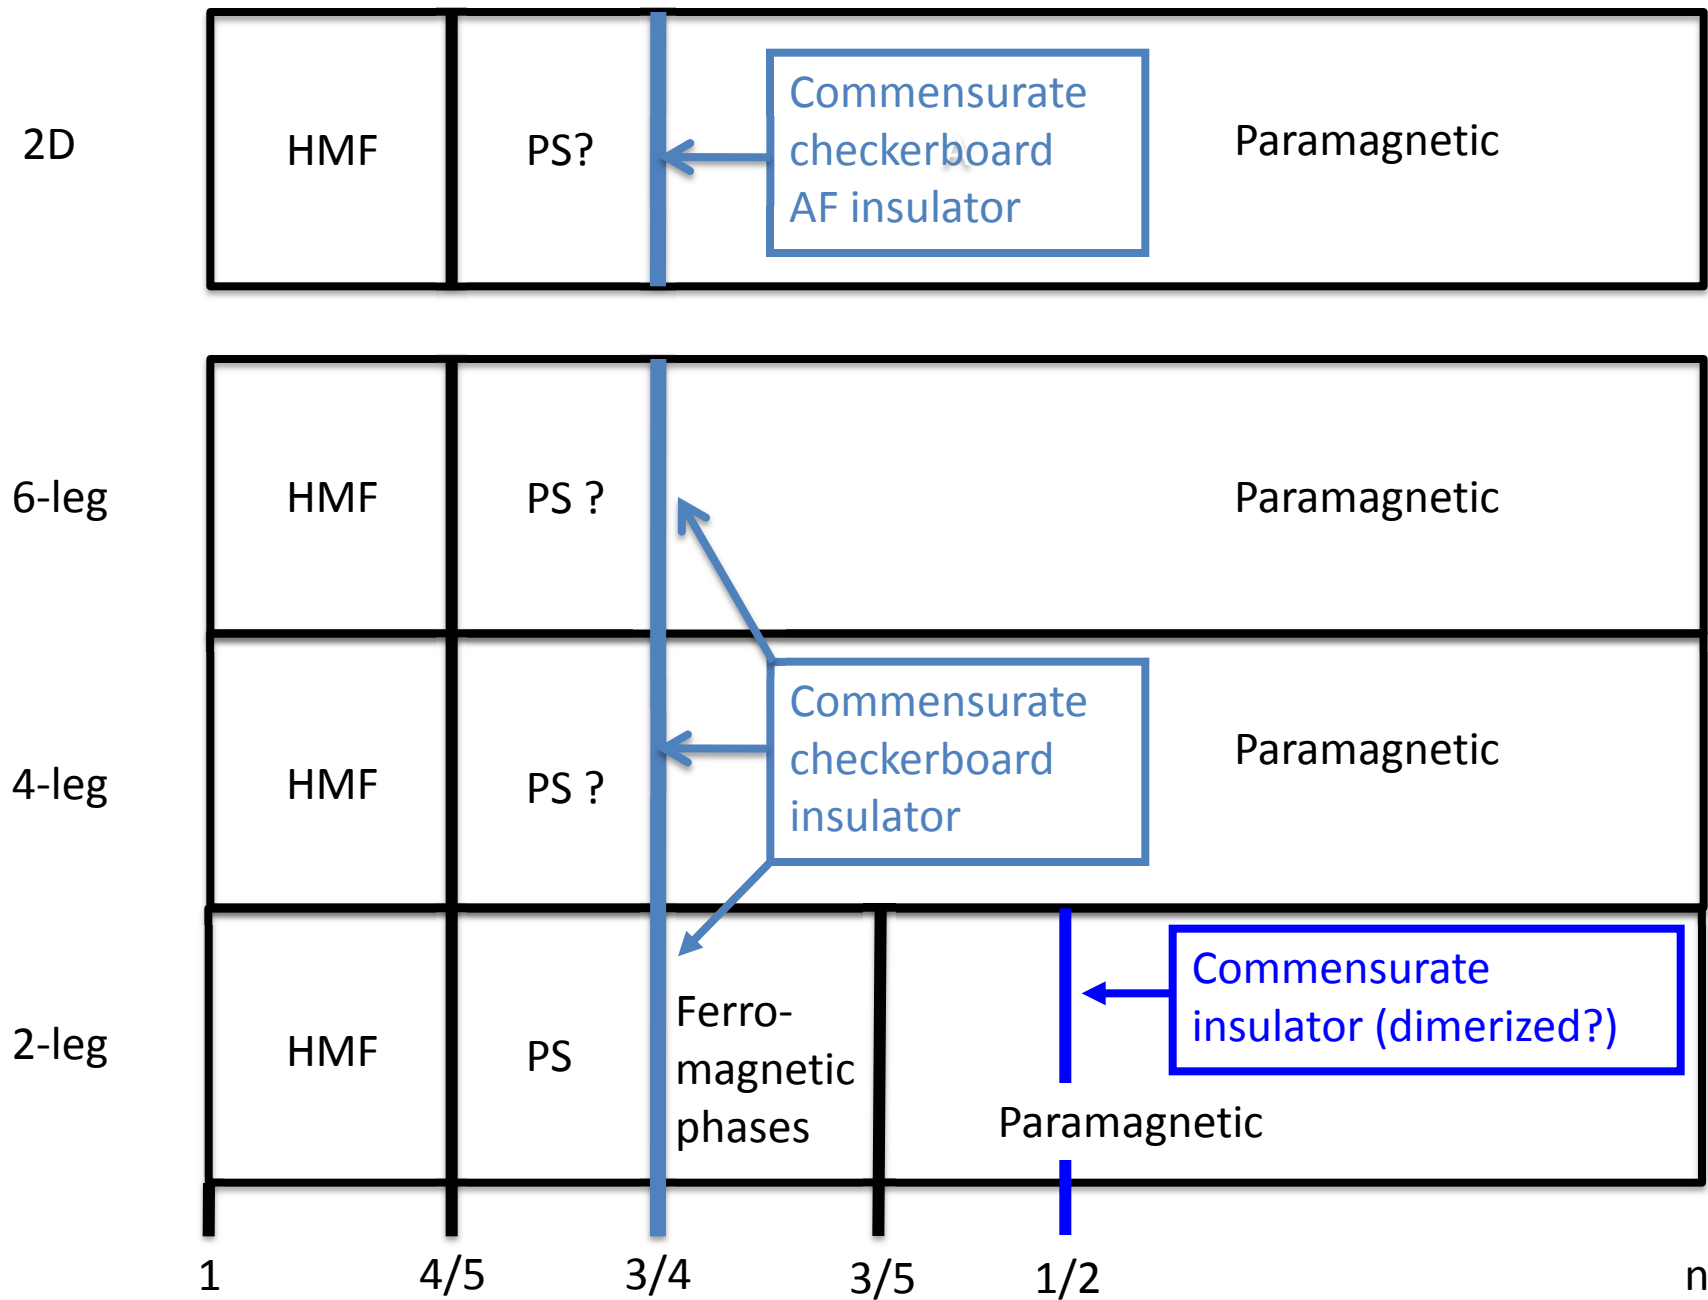 2D
HMF
PS?
Commensurate
checkerboard
AF insulator
Paramagnetic
6-leg
HMF
PS ?
Paramagnetic
4-leg
HMF
PS ?
Commensurate
checkerboard
insulator
Paramagnetic
2-leg
HMF
PS
Ferro-
magnetic
phases
Commensurate
insulator (dimerized?)
Paramagnetic
1
4/5
3/4
3/5
1/2
n